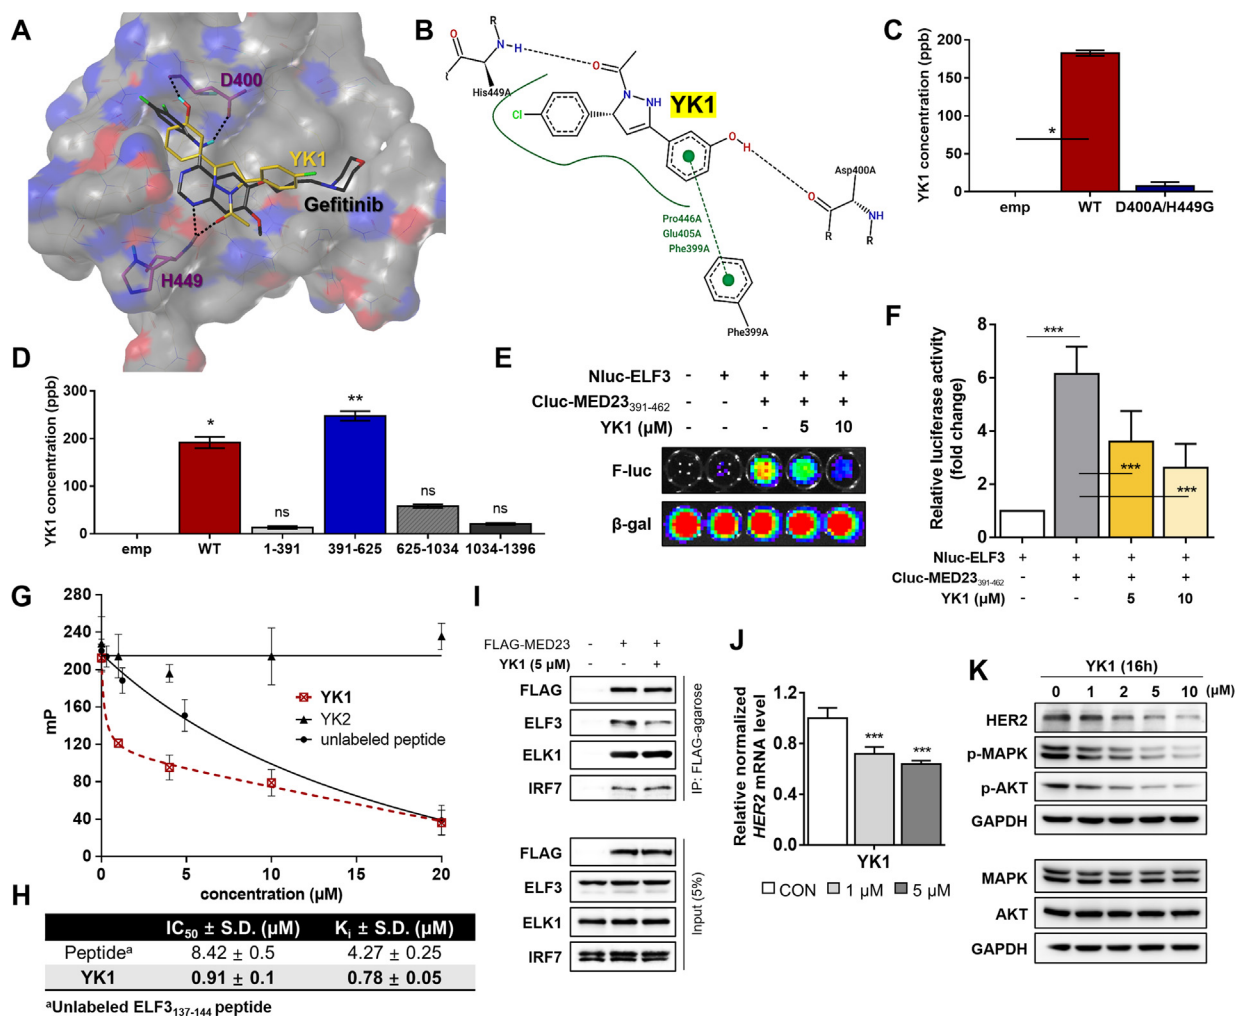 A
D400
YK1
Gefitinib
H449
B
R
O
N
H
His449A
O
N
NH
YK1
Cl
O
H
Asp400A
O
NH
R
R
Pro446A
Glu405A
Phe399A
Phe399A
C
YK1 concentration (ppb)
200
150
100
50
0
*
emp WT D400A/H449G
D
YK1 concentration (ppb)
300
200
100
50
0
*
ns
**
ns
ns
emp WT 1-391 391-625 625-1034 1034-1396
E
Nluc-ELF3 - + + + +
Cluc-MED23391-462 - - + + +
YK1 (μM) - - - 5 10
F-luc
β-gal
F
Relative luciferase activity
(fold change)
8
6
4
2
0
***
***
***
Nluc-ELF3 + + + +
Cluc-MED23391-462 - + + +
YK1 (μM) - - 5 10
G
mP
280
240
200
160
120
80
40
0
0 5 10 15 20
concentration (μM)
YK1
YK2
unlabeled peptide
H
IC50 ± S.D. (μM) Ki ± S.D. (μM)
Peptideᵃ 8.42 ± 0.5 4.27 ± 0.25
YK1 0.91 ± 0.1 0.78 ± 0.05
ᵃUnlabeled ELF3137-144 peptide
I
FLAG-MED23 - + +
YK1 (5 μM) - - +
FLAG
ELF3
ELK1
IRF7
IP: FLAG-agarose
FLAG
ELF3
ELK1
IRF7
Input (5%)
J
Relative normalized
HER2 mRNA level
1.2
0.9
0.6
0.3
0.0
***
***
YK1
CON 1 μM 5 μM
K
YK1 (16h)
0 1 2 5 10 (μM)
HER2
p-MAPK
p-AKT
GAPDH
MAPK
AKT
GAPDH